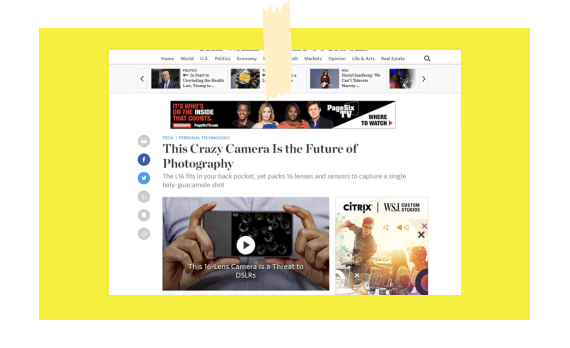 Home World U.S. Politics Economy Markets Opinion Life & Arts Real Estate
POLITICS
In Start to
Unwinding the Health
Law, Trump to...
Sheryl Sandberg: 'We
Can't Tolerate
Harvey ...
IT'S WHO'S
ON THE INSIDE
THAT COUNTS.
PageSixTV.com
PageSix
TV
WHERE
TO WATCH
TECH | PERSONAL TECHNOLOGY
This Crazy Camera Is the Future of
Photography
The L16 fits in your back pocket, yet packs 16 lenses and sensors to capture a single
holy-guacamole shot
This 16-Lens Camera Is a Threat to
DSLRs
CITRIX | WSJ. CUSTOM
STUDIOS